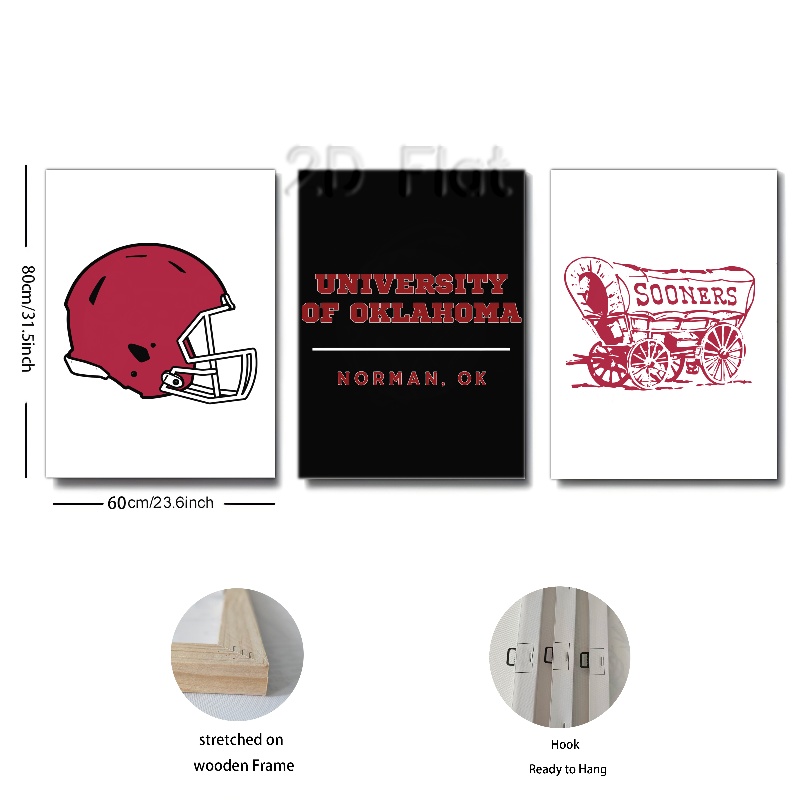 2.D Flat
UNIVERSITY
OF OKLAHOMA
NORMAN, OK
SOONERS
80cm/31.5inch
60cm/23.6inch
stretched on
wooden Frame
Hook
Ready to Hang